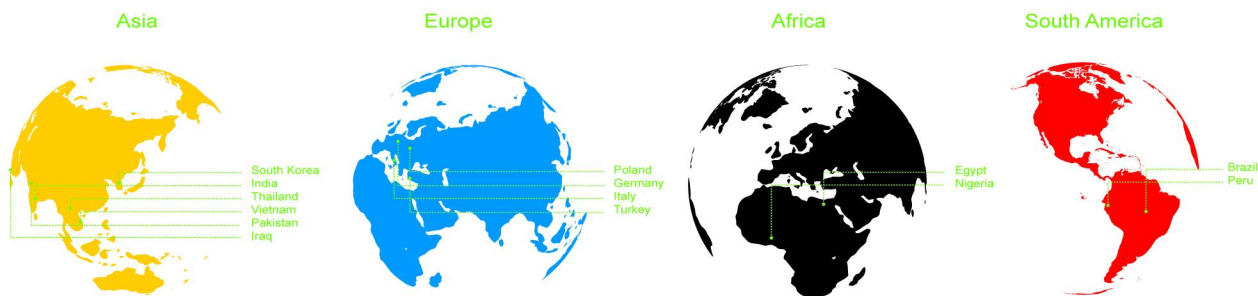 Asia
South Korea
India
Thailand
Vietnam
Pakistan
Iraq
Europe
Poland
Germany
Italy
Turkey
Africa
Egypt
Nigeria
South America
Brazil
Peru